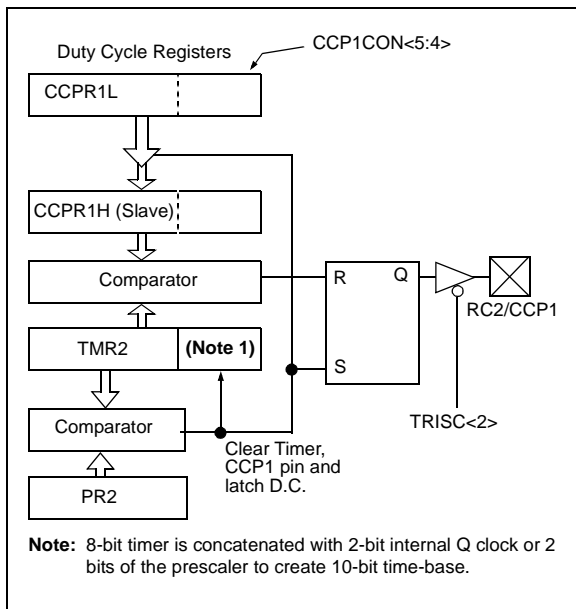 Duty Cycle Registers
CCP1CON<5:4>
CCPR1L
CCPR1H (Slave)
Comparator
R
Q
RC2/CCP1
TMR2
(Note 1)
S
TRISC<2>
Comparator
Clear Timer,
CCP1 pin and
latch D.C.
PR2
Note: 8-bit timer is concatenated with 2-bit internal Q clock or 2
bits of the prescaler to create 10-bit time-base.